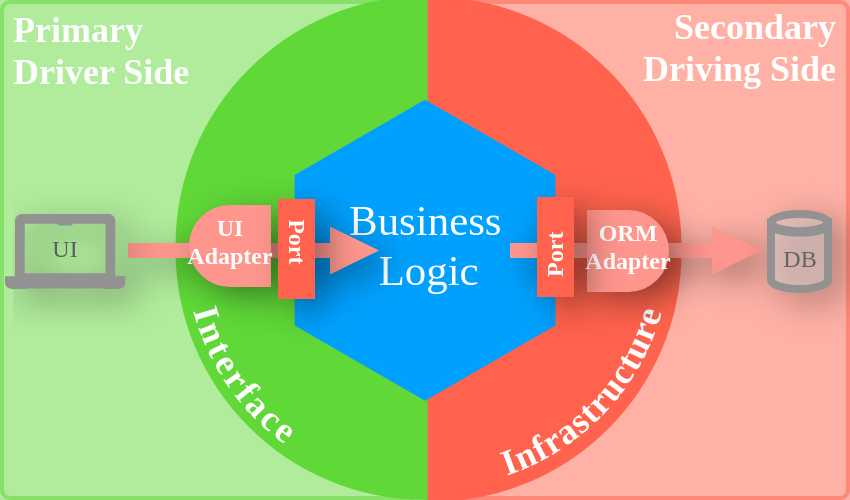 Primary
Driver Side
Secondary
Driving Side
UI
UI
Adapter
Port
Business
Logic
Port
ORM
Adapter
DB
Interface
Infrastructure